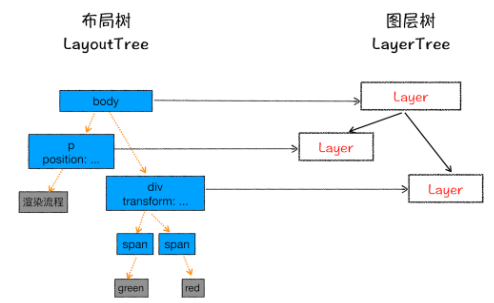 布局树
LayoutTree
图层树
LayerTree
body
Layer
p
position: ...
Layer
div
transform: ...
Layer
渲染流程
span
span
green
red